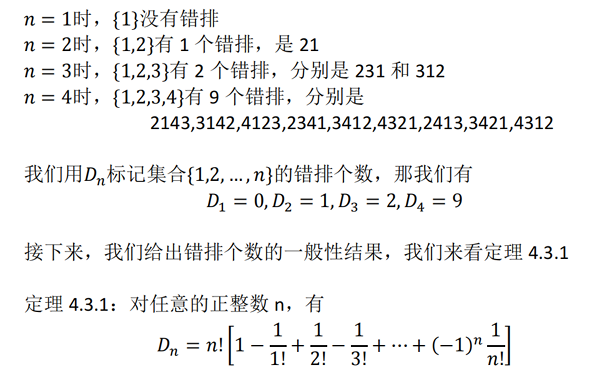 n = 1时，{1}没有错排
n = 2时，{1,2}有 1 个错排，是 21
n = 3时，{1,2,3}有 2 个错排，分别是 231 和 312
n = 4时，{1,2,3,4}有 9 个错排，分别是
2143,3142,4123,2341,3412,4321,2413,3421,4312
我们用Dₙ标记集合{1,2, … , n}的错排个数，那我们有
D₁ = 0, D₂ = 1, D₃ = 2, D₄ = 9
接下来，我们给出错排个数的一般性结果，我们来看定理 4.3.1
定理 4.3.1：对任意的正整数 n，有
Dₙ = n! [1 − 1/1! + 1/2! − 1/3! + ⋯ + (−1)ⁿ 1/n!]